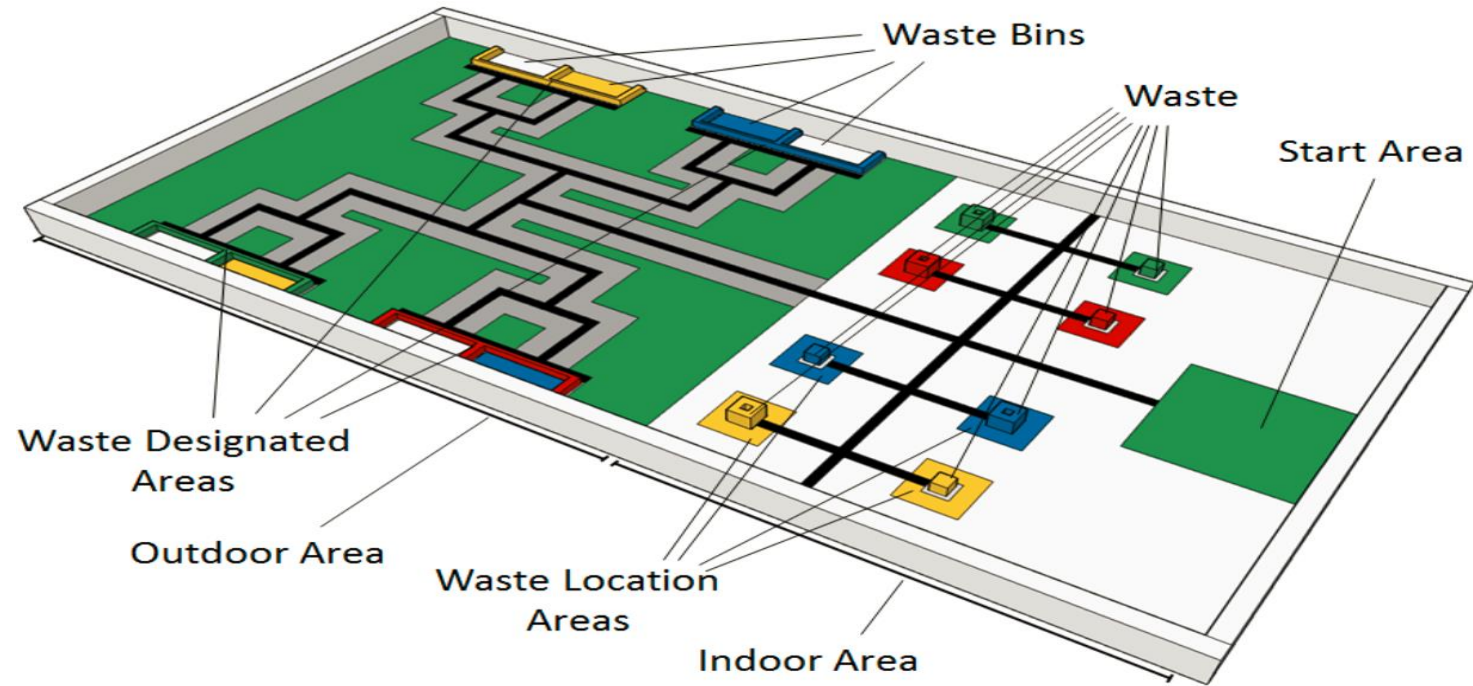 Waste Bins
Waste
Start Area
Waste Designated
Areas
Outdoor Area
Waste Location
Areas
Indoor Area